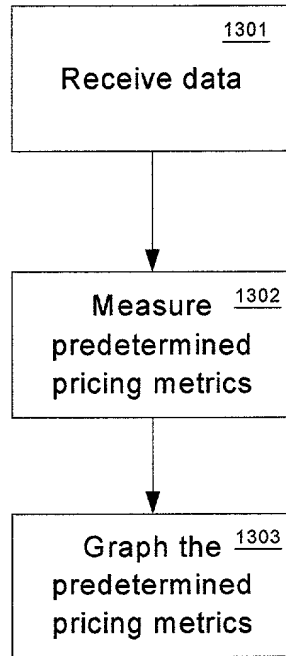 1301
Receive data
Measure 1302
predetermined
pricing metrics
Graph the 1303
predetermined
pricing metrics